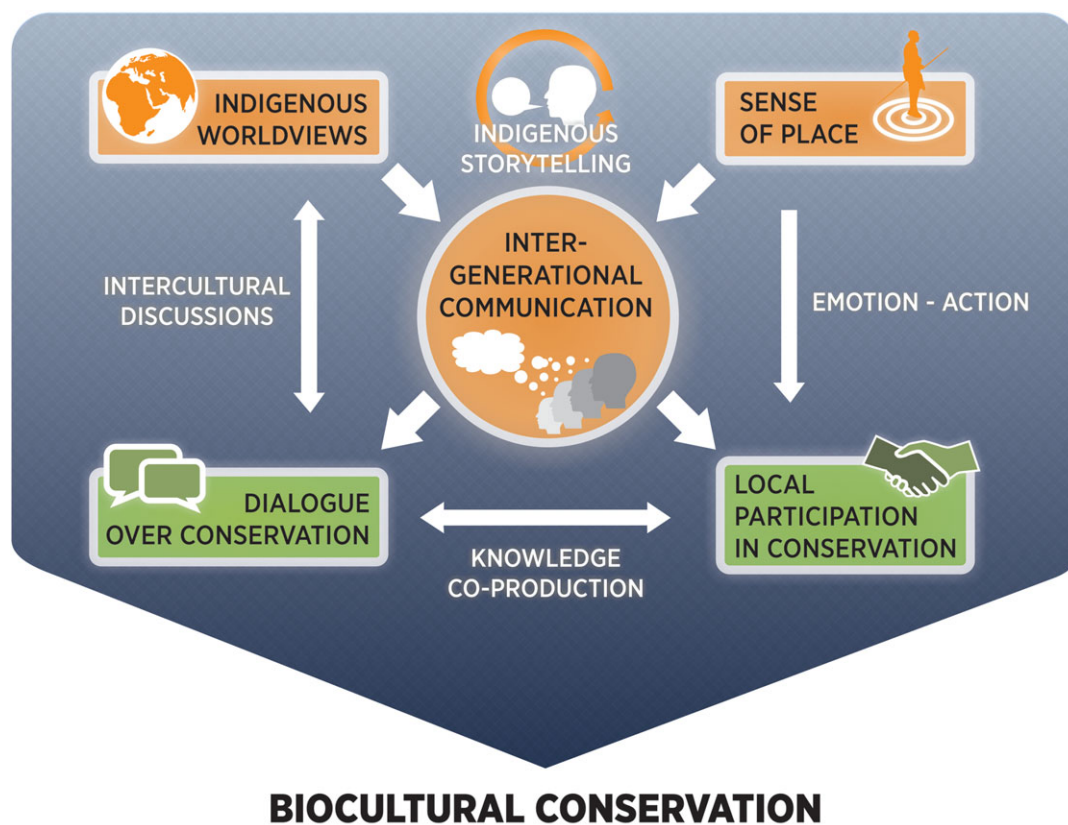 INDIGENOUS
WORLDVIEWS
INDIGENOUS
STORYTELLING
SENSE
OF PLACE
INTER-
GENERATIONAL
COMMUNICATION
INTERCULTURAL
DISCUSSIONS
EMOTION - ACTION
DIALOGUE
OVER CONSERVATION
KNOWLEDGE
CO-PRODUCTION
LOCAL
PARTICIPATION
IN CONSERVATION
BIOCULTURAL CONSERVATION